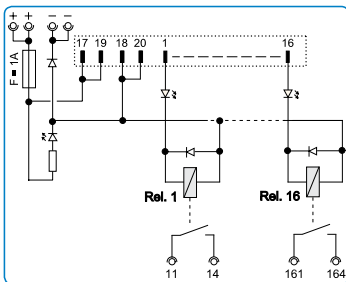 + + − −
17 19 18 20 1 16
F = 1A
Rel. 1 Rel. 16
11 14 161 164